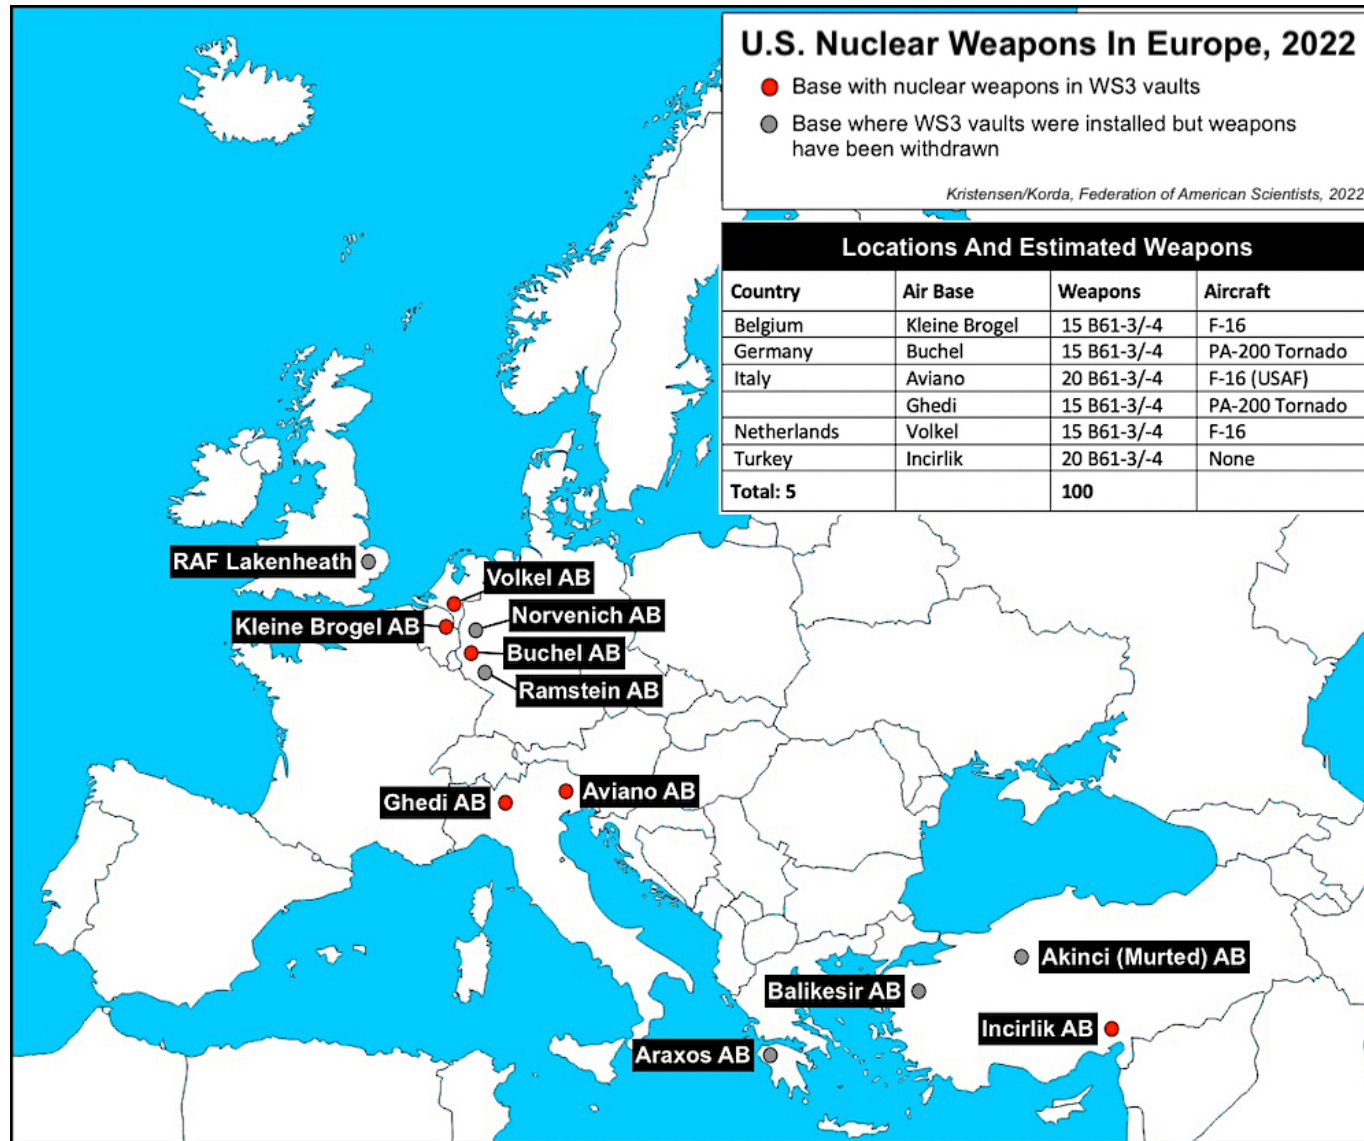 U.S. Nuclear Weapons In Europe, 2022
Base with nuclear weapons in WS3 vaults
Base where WS3 vaults were installed but weapons
have been withdrawn
Kristensen/Korda, Federation of American Scientists, 2022
Locations And Estimated Weapons
Country Air Base Weapons Aircraft
Belgium Kleine Brogel 15 B61-3/-4 F-16
Germany Buchel 15 B61-3/-4 PA-200 Tornado
Italy Aviano 20 B61-3/-4 F-16 (USAF)
Ghedi 15 B61-3/-4 PA-200 Tornado
Netherlands Volkel 15 B61-3/-4 F-16
Turkey Incirlik 20 B61-3/-4 None
Total: 5 100
RAF Lakenheath
Volkel AB
Norvenich AB
Kleine Brogel AB
Buchel AB
Ramstein AB
Aviano AB
Ghedi AB
Akinci (Murted) AB
Balikesir AB
Incirlik AB
Araxos AB